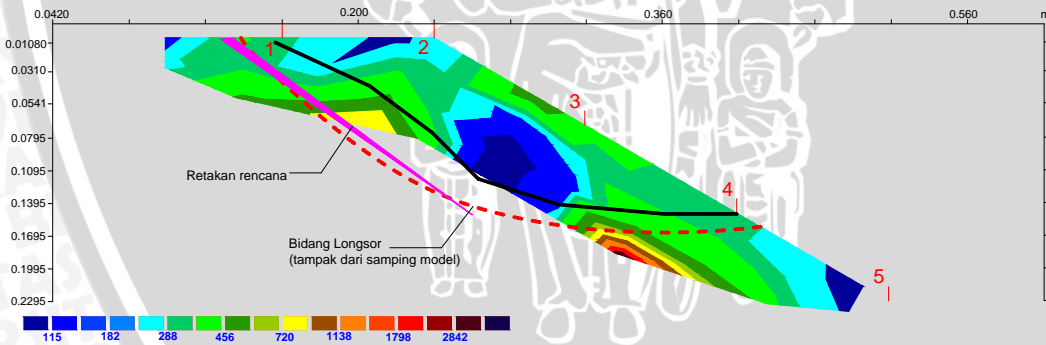 0.0420 0.200 0.360 0.560 m
0.01080
0.0310
0.0541
0.0795
0.1095
0.1395
0.1695
0.1995
0.2295
1
2
3
4
5
Retakan rencana
Bidang Longsor
(tampak dari samping model)
115 182 288 456 720 1138 1798 2842